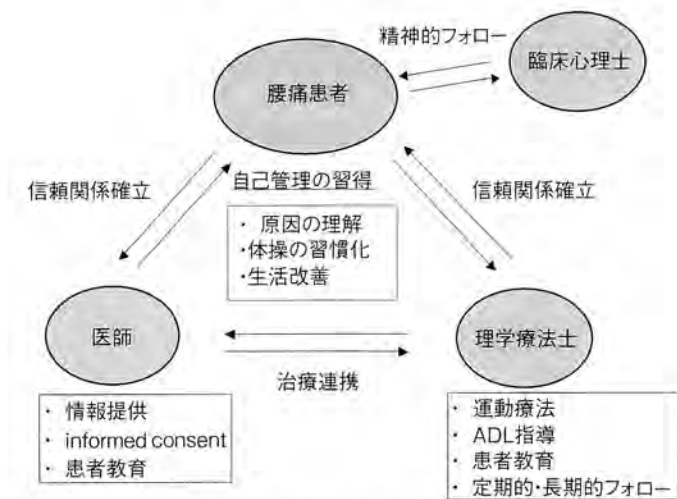 精神的フォロー
臨床心理士
腰痛患者
信頼関係確立
自己管理の習得
信頼関係確立
・ 原因の理解
・体操の習慣化
・生活改善
医師
理学療法士
治療連携
・ 情報提供
・ informed consent
・ 患者教育
・ 運動療法
・ ADL指導
・ 患者教育
・ 定期的・長期的フォロー